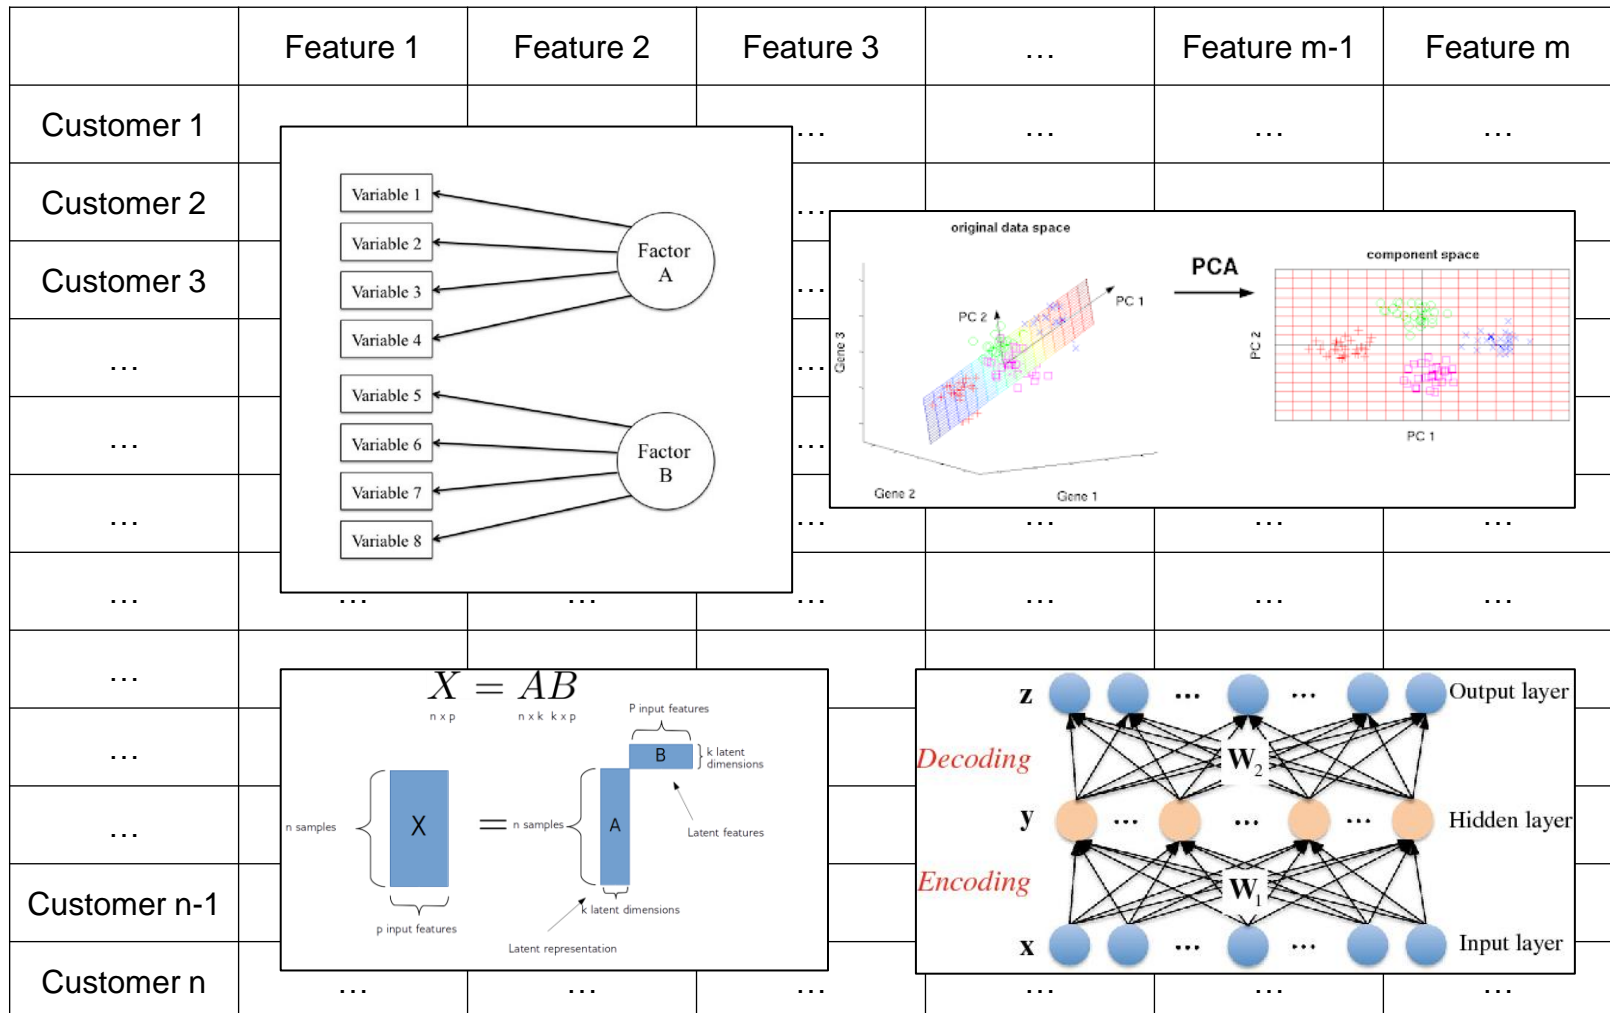 Feature 1 Feature 2 Feature 3 ... Feature m-1 Feature m
Customer 1 ... ... ... ...
Customer 2 ...
Customer 3 ...
... ...
... ...
... ... ... ... ...
... ... ... ... ... ... ...
...
...
...
Customer n-1
Customer n ... ... ... ... ... ...
Variable 1
Variable 2
Variable 3
Variable 4
Variable 5
Variable 6
Variable 7
Variable 8
Factor
A
Factor
B
original data space
PCA
component space
PC 1
PC 2
Gene 3
Gene 2
Gene 1
PC 2
PC 1
X = AB
n x p n x k k x p
P input features
B
k latent
dimensions
n samples
X
=
n samples
A
Latent features
k latent dimensions
p input features
Latent representation
z ... ... Output layer
Decoding
W2
y ... ... ... Hidden layer
Encoding
W1
x ... ... Input layer